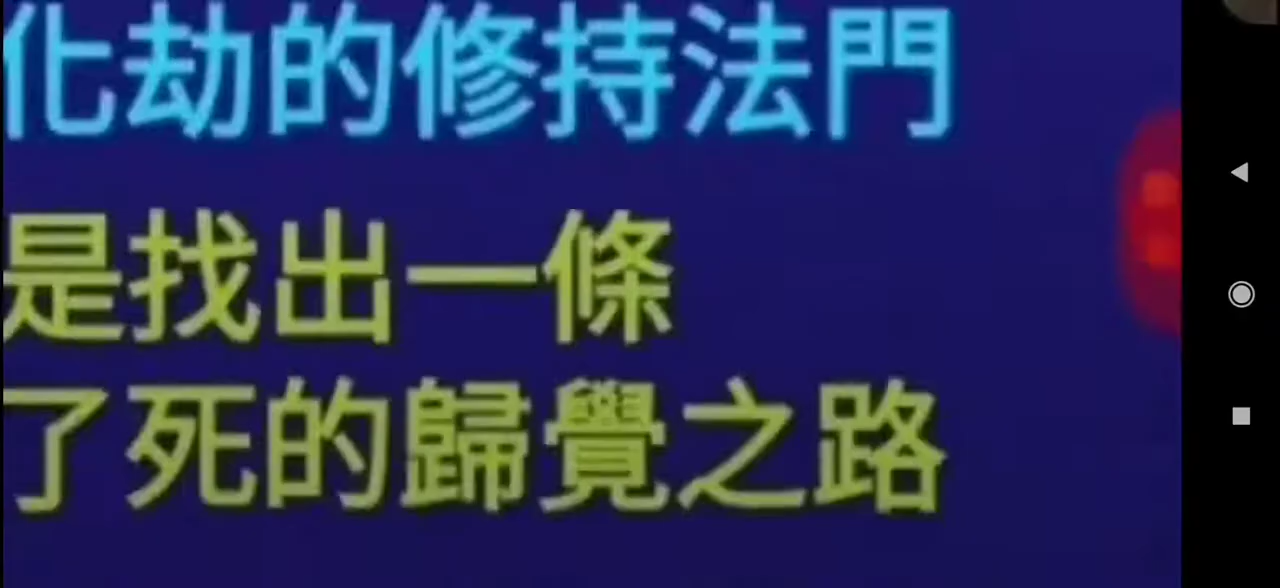 化劫的修持法門
是找出一條
了死的歸覺之路